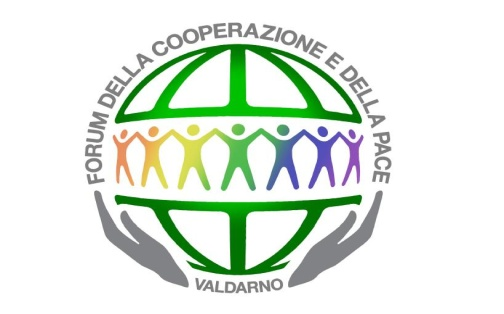 FORUM DELLA COOPERAZIONE E DELLA PACE
VALDARNO